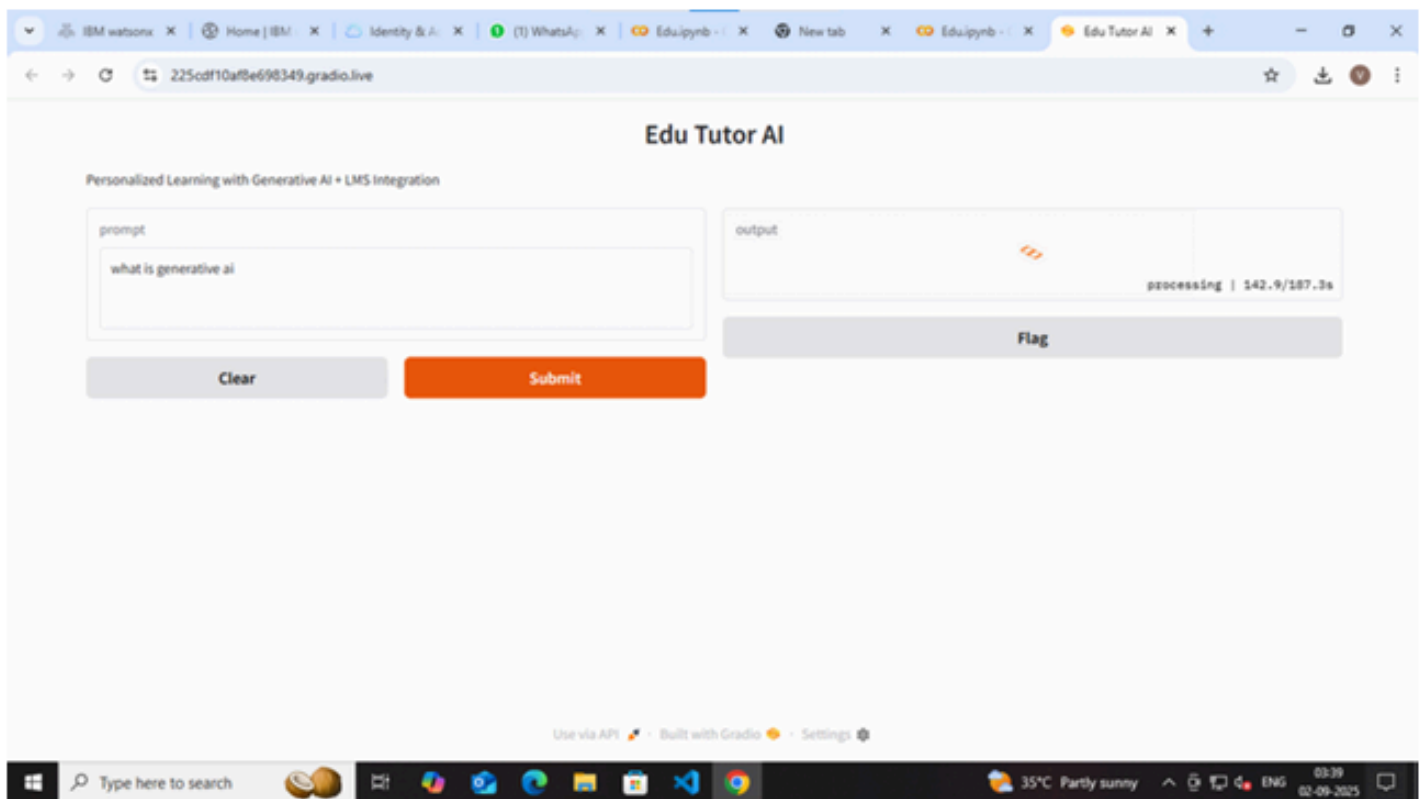 IBM watsonx
Home | IBM
Identity & A
(1) WhatsAp
Edu.ipynb -
New tab
Edu.ipynb -
Edu Tutor AI
225cdf10af8e698349.gradio.live
V
Edu Tutor AI
Personalized Learning with Generative AI + LMS Integration
prompt
what is generative ai
output
processing | 142.9/187.3s
Flag
Clear
Submit
Use via API · Built with Gradio · Settings
Type here to search
35°C Partly sunny
ENG
03:39
02-09-2025